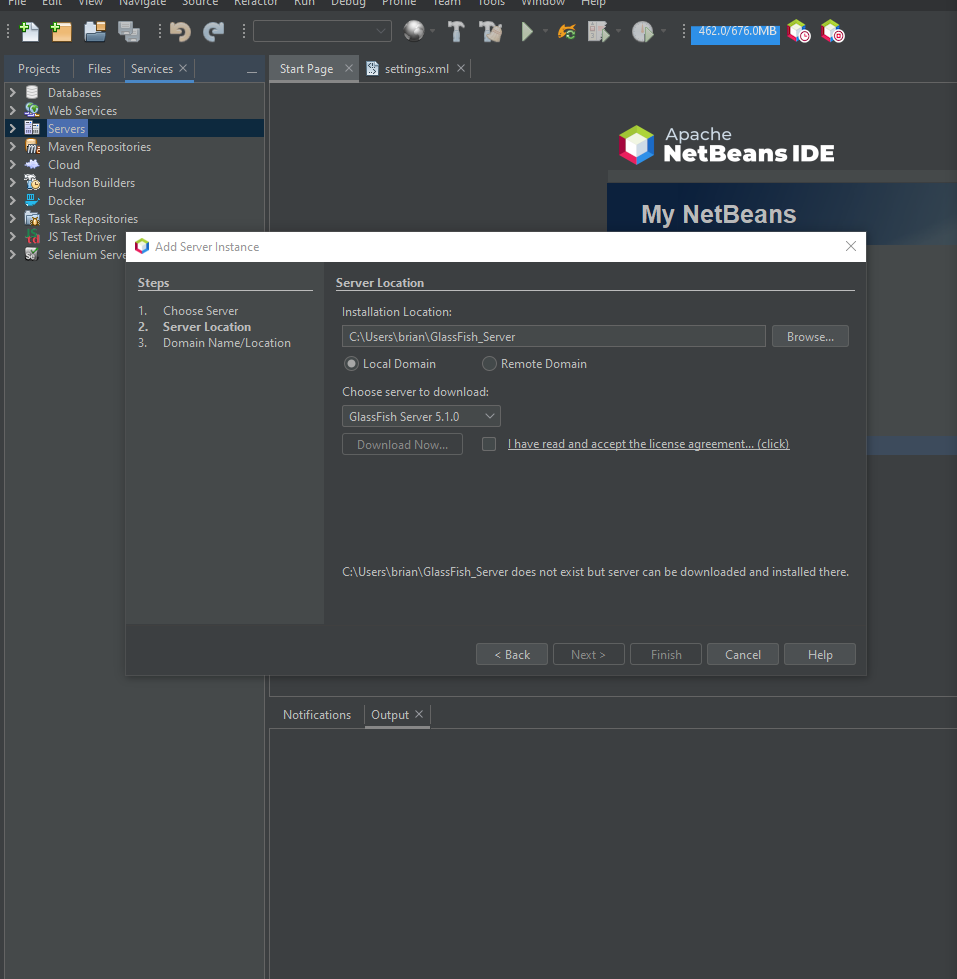 File Edit View Navigate Source Refactor Run Debug Profile Team Tools Window Help
462.0/676.0MB
Projects Files Services
Start Page settings.xml
Databases
Web Services
Servers
Maven Repositories
Cloud
Hudson Builders
Docker
Task Repositories
JS Test Driver
Selenium Serve
Apache
NetBeans IDE
My NetBeans
Add Server Instance
Steps
1. Choose Server
2. Server Location
3. Domain Name/Location
Server Location
Installation Location:
C:\Users\brian\GlassFish_Server Browse...
Local Domain Remote Domain
Choose server to download:
GlassFish Server 5.1.0
Download Now... I have read and accept the license agreement... (click)
C:\Users\brian\GlassFish_Server does not exist but server can be downloaded and installed there.
< Back Next > Finish Cancel Help
Notifications Output